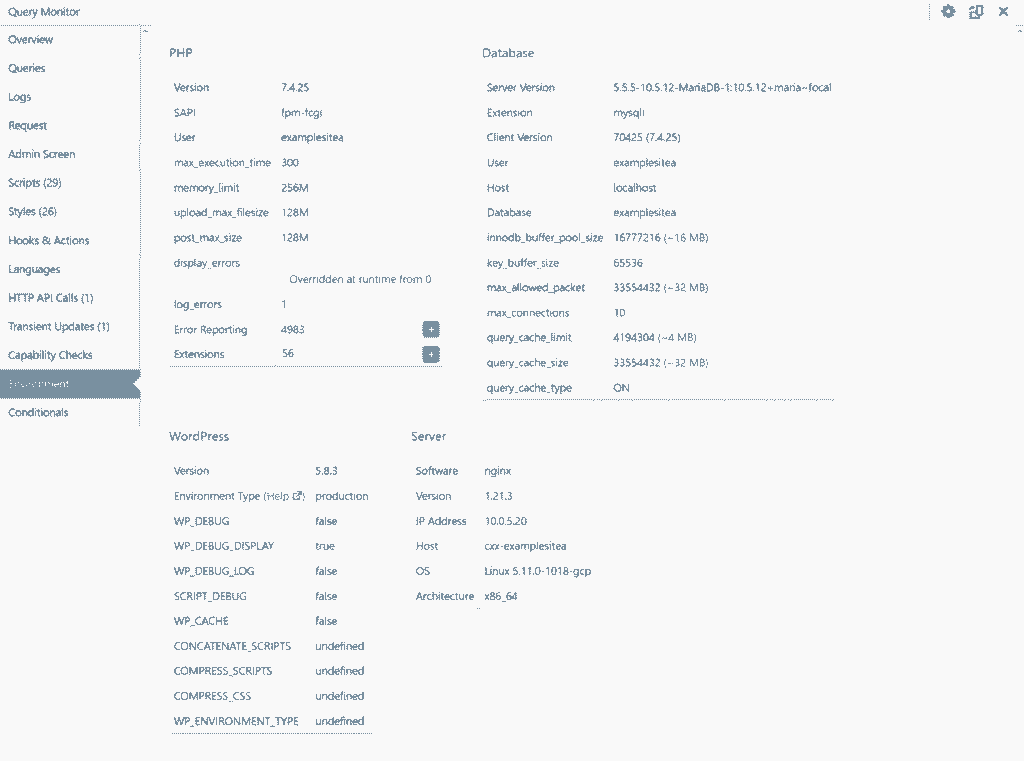 Query Monitor
Overview
Queries
Logs
Request
Admin Screen
Scripts (29)
Styles (26)
Hooks & Actions
Languages
HTTP API Calls (1)
Transient Updates (1)
Capability Checks
Environment
Conditionals
PHP
Version 7.4.25
SAPI fpm-fcgi
User examplesitea
max_execution_time 300
memory_limit 256M
upload_max_filesize 128M
post_max_size 128M
display_errors
Overridden at runtime from 0
log_errors 1
Error Reporting 4983 +
Extensions 56 +
Database
Server Version 5.5.5-10.5.12-MariaDB-1:10.5.12+maria~focal
Extension mysqli
Client Version 70425 (7.4.25)
User examplesitea
Host localhost
Database examplesitea
innodb_buffer_pool_size 16777216 (~16 MB)
key_buffer_size 65536
max_allowed_packet 33554432 (~32 MB)
max_connections 10
query_cache_limit 4194304 (~4 MB)
query_cache_size 33554432 (~32 MB)
query_cache_type ON
WordPress
Version 5.8.3
Environment Type (Help) production
WP_DEBUG false
WP_DEBUG_DISPLAY true
WP_DEBUG_LOG false
SCRIPT_DEBUG false
WP_CACHE false
CONCATENATE_SCRIPTS undefined
COMPRESS_SCRIPTS undefined
COMPRESS_CSS undefined
WP_ENVIRONMENT_TYPE undefined
Server
Software nginx
Version 1.21.3
IP Address 10.0.5.20
Host cxx-examplesitea
OS Linux 5.11.0-1018-gcp
Architecture x86_64